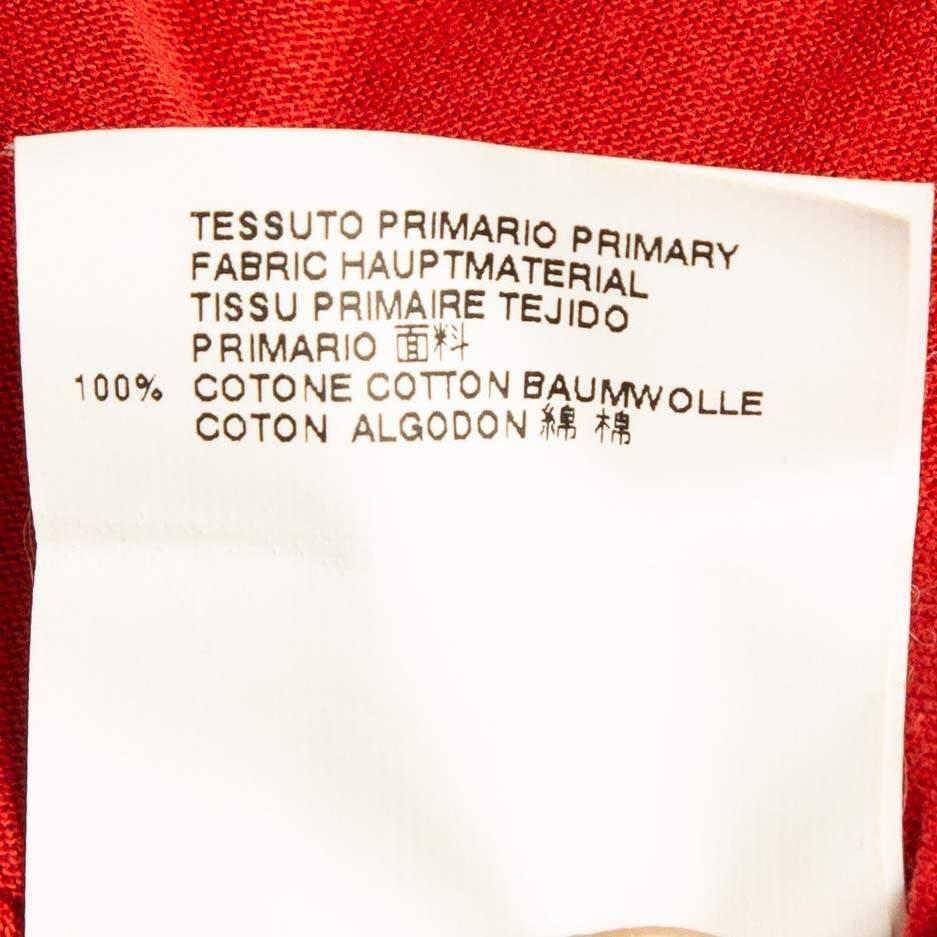 TESSUTO PRIMARIO PRIMARY
FABRIC HAUPTMATERIAL
TISSU PRIMAIRE TEJIDO
PRIMARIO 面料
100% COTONE COTTON BAUMWOLLE
COTON ALGODON 綿 棉